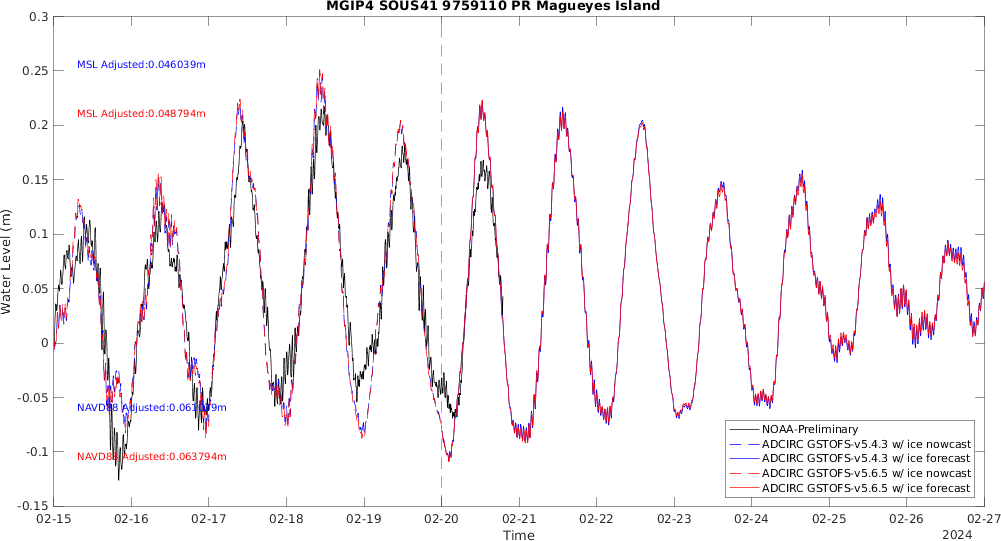 MGIP4 SOUS41 9759110 PR Magueyes Island
0.3
0.25
0.2
0.15
0.1
0.05
0
-0.05
-0.1
-0.15
Water Level (m)
MSL Adjusted:0.046039m
MSL Adjusted:0.048794m
NAVD88 Adjusted:0.061039m
NAVD88 Adjusted:0.063794m
NOAA-Preliminary
ADCIRC GSTOFS-v5.4.3 w/ ice nowcast
ADCIRC GSTOFS-v5.4.3 w/ ice forecast
ADCIRC GSTOFS-v5.6.5 w/ ice nowcast
ADCIRC GSTOFS-v5.6.5 w/ ice forecast
02-15 02-16 02-17 02-18 02-19 02-20 02-21 02-22 02-23 02-24 02-25 02-26 02-27
Time
2024